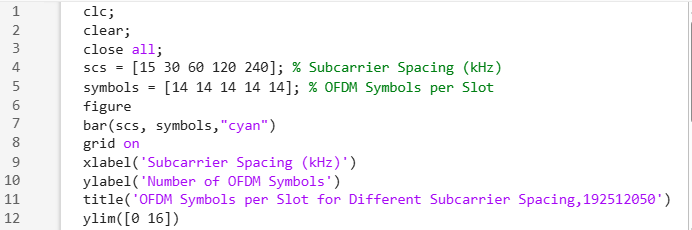 1 clc;
2 clear;
3 close all;
4 scs = [15 30 60 120 240]; % Subcarrier Spacing (kHz)
5 symbols = [14 14 14 14 14]; % OFDM Symbols per Slot
6 figure
7 bar(scs, symbols,"cyan")
8 grid on
9 xlabel('Subcarrier Spacing (kHz)')
10 ylabel('Number of OFDM Symbols')
11 title('OFDM Symbols per Slot for Different Subcarrier Spacing,192512050')
12 ylim([0 16])